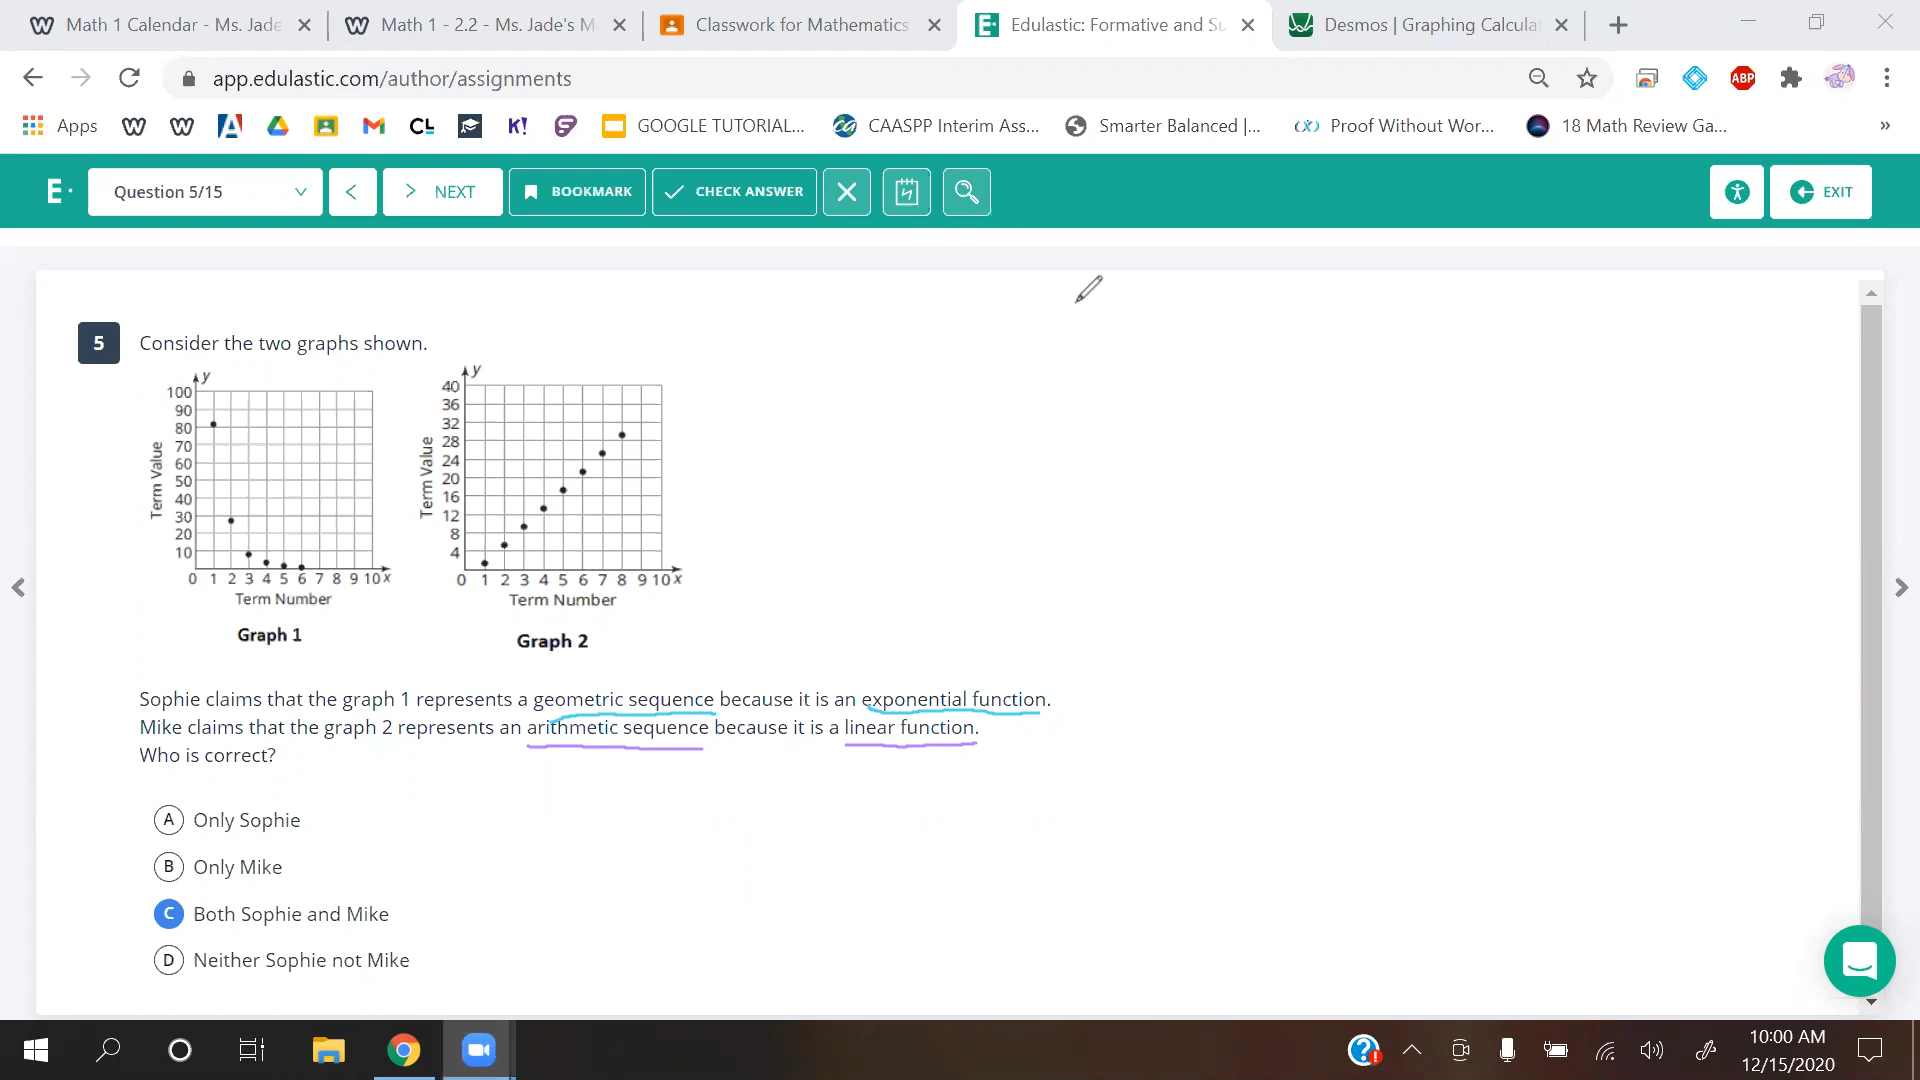 Math 1 Calendar - Ms. Jade
Math 1 - 2.2 - Ms. Jade's M
Classwork for Mathematics
Edulastic: Formative and Su
Desmos | Graphing Calculat
app.edulastic.com/author/assignments
ABP
Apps
CL
K!
GOOGLE TUTORIAL...
CAASPP Interim Ass...
Smarter Balanced |...
Proof Without Wor...
18 Math Review Ga...
»
E
Question 5/15
NEXT
BOOKMARK
CHECK ANSWER
EXIT
5
Consider the two graphs shown.
y
100
90
80
70
60
50
40
30
20
10
0 1 2 3 4 5 6 7 8 9 10 x
Term Value
Term Number
Graph 1
y
40
36
32
28
24
20
16
12
8
4
0 1 2 3 4 5 6 7 8 9 10 x
Term Value
Term Number
Graph 2
Sophie claims that the graph 1 represents a geometric sequence because it is an exponential function.
Mike claims that the graph 2 represents an arithmetic sequence because it is a linear function.
Who is correct?
A Only Sophie
B Only Mike
C Both Sophie and Mike
D Neither Sophie not Mike
10:00 AM
12/15/2020